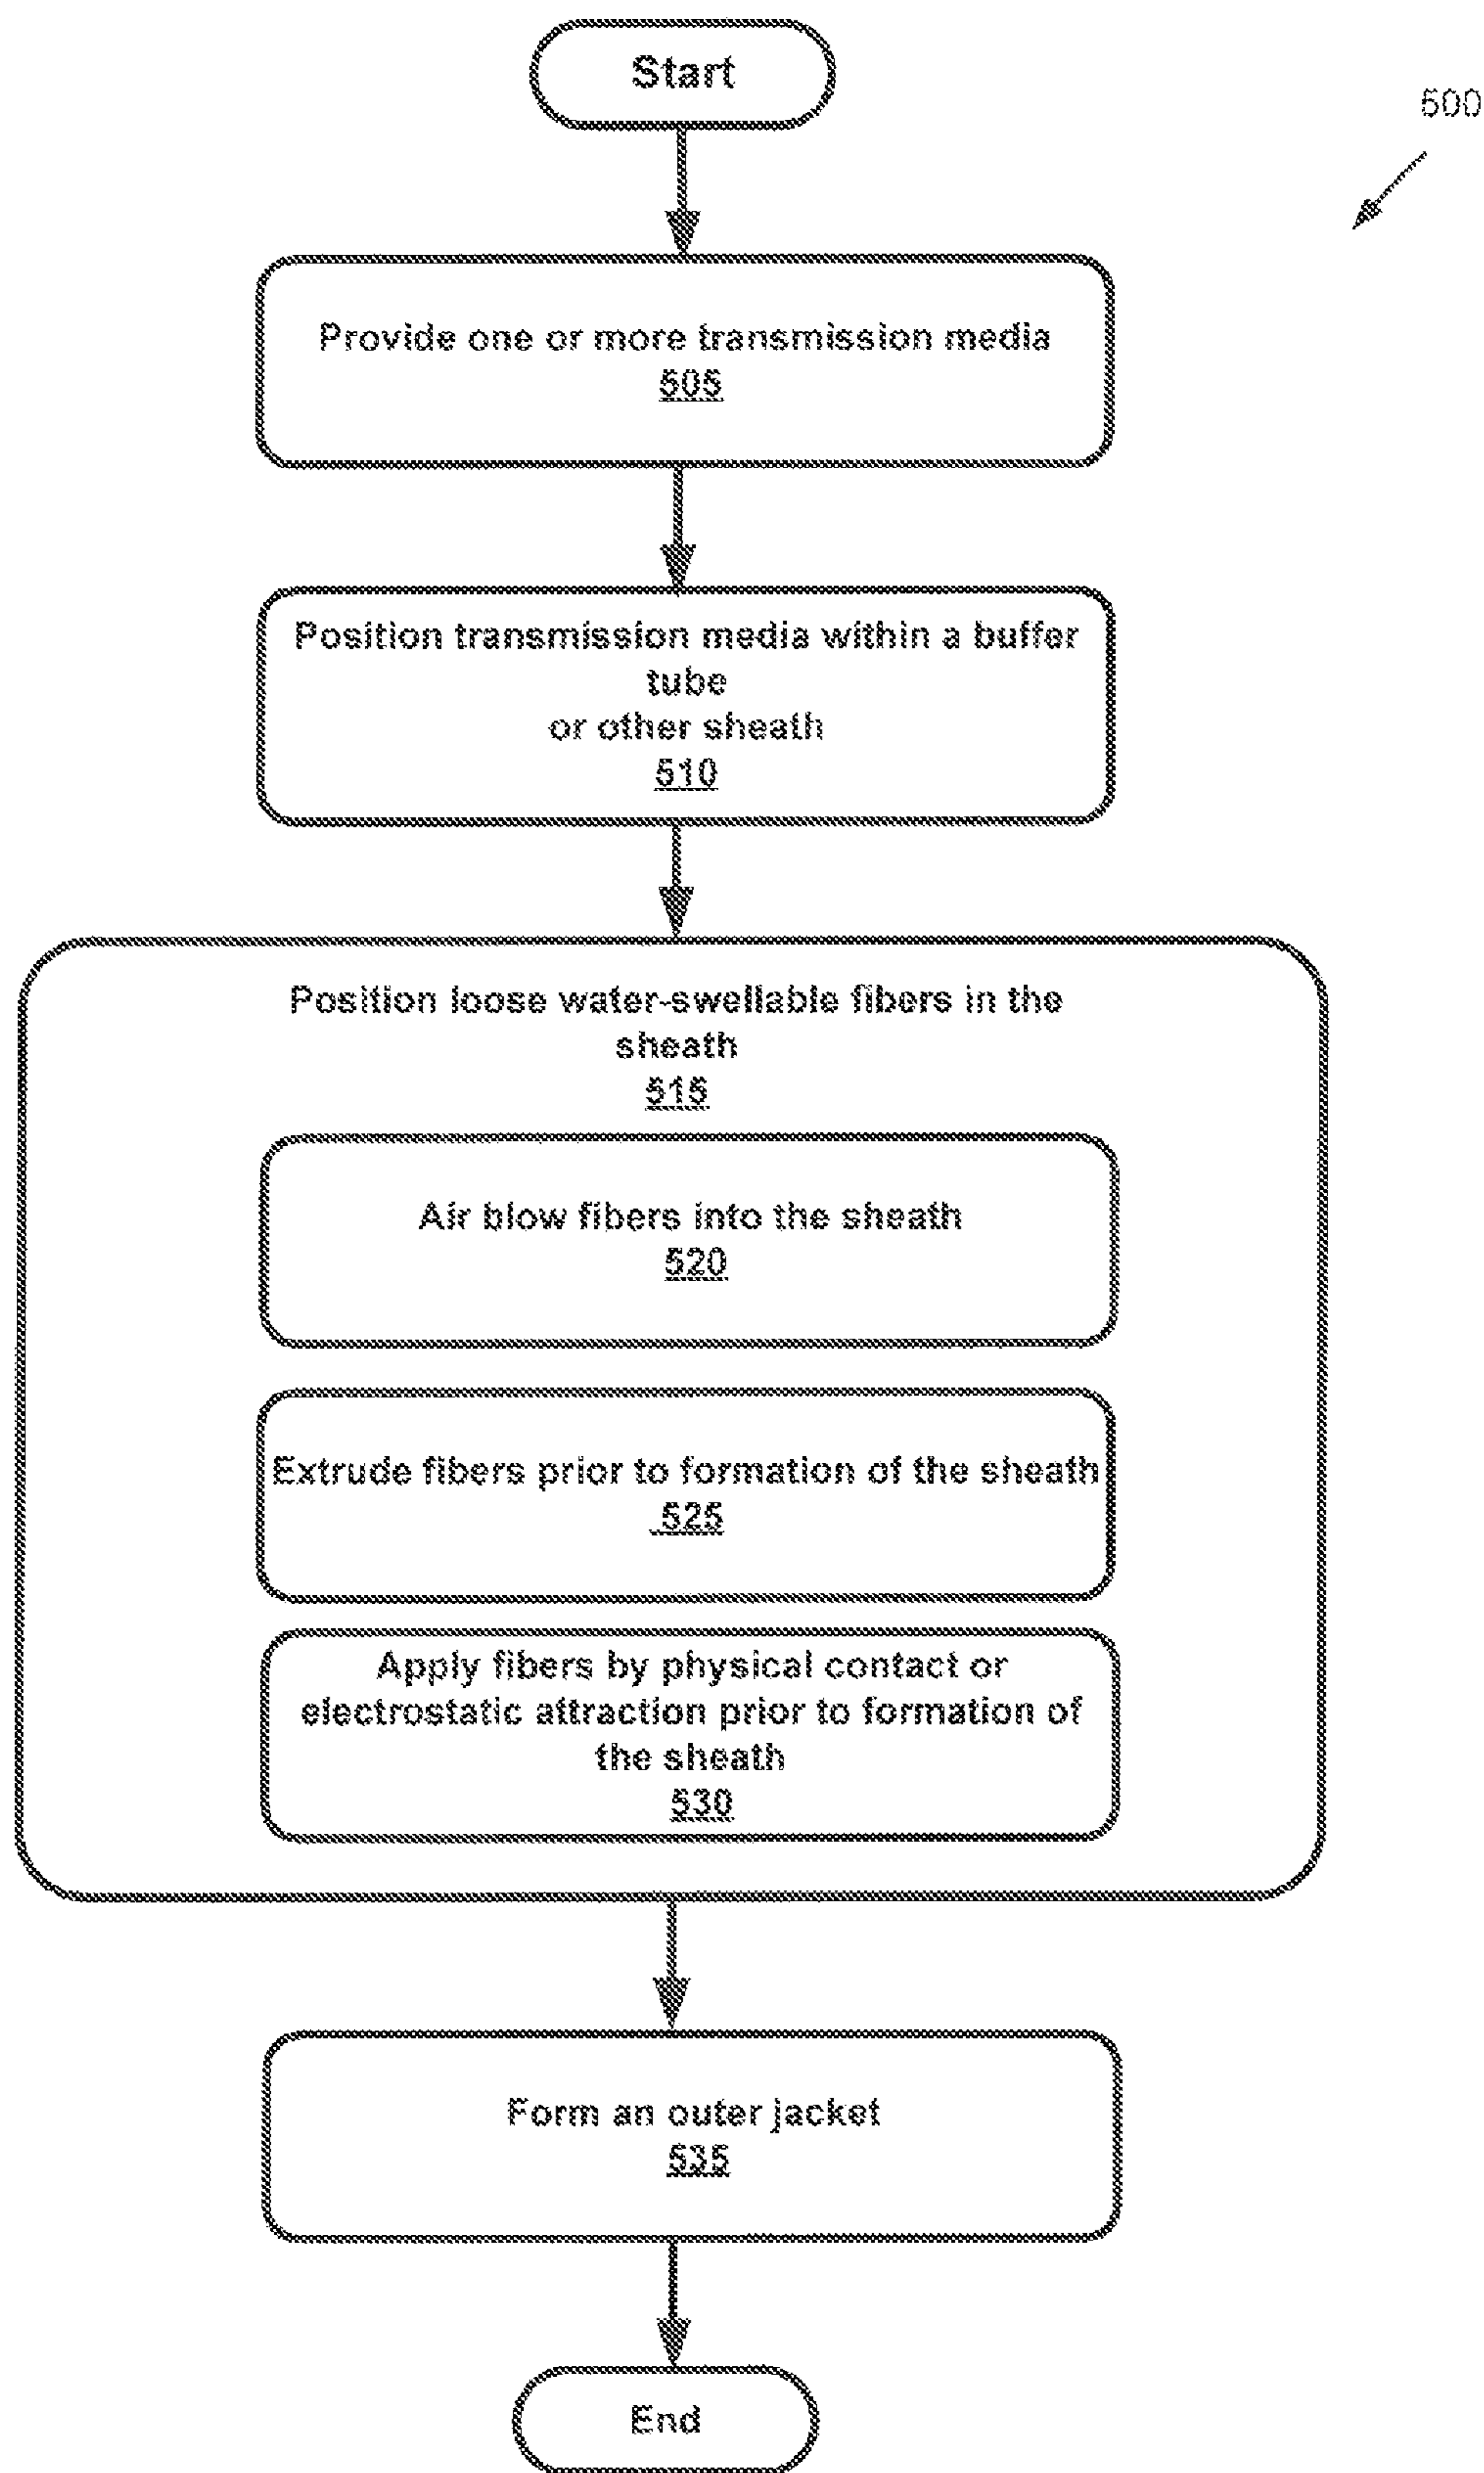 Start
500
Provide one or more transmission media
505
Position transmission media within a buffer
tube
or other sheath
510
Position loose water-swellable fibers in the
sheath
515
Air blow fibers into the sheath
520
Extrude fibers prior to formation of the sheath
525
Apply fibers by physical contact or
electrostatic attraction prior to formation of
the sheath
530
Form an outer jacket
535
End